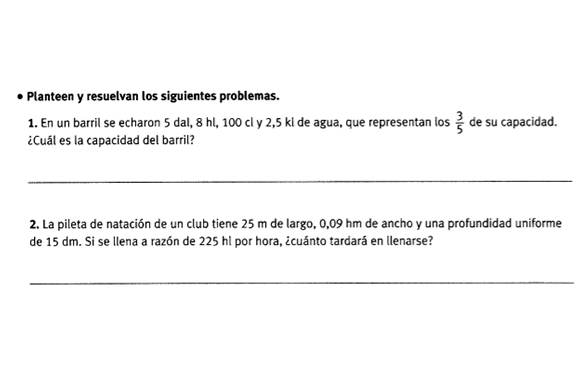 • Planteen y resuelvan los siguientes problemas.
1. En un barril se echaron 5 dal, 8 hl, 100 cl y 2,5 kl de agua, que representan los 3/5 de su capacidad.
¿Cuál es la capacidad del barril?
2. La pileta de natación de un club tiene 25 m de largo, 0,09 hm de ancho y una profundidad uniforme
de 15 dm. Si se llena a razón de 225 hl por hora, ¿cuánto tardará en llenarse?